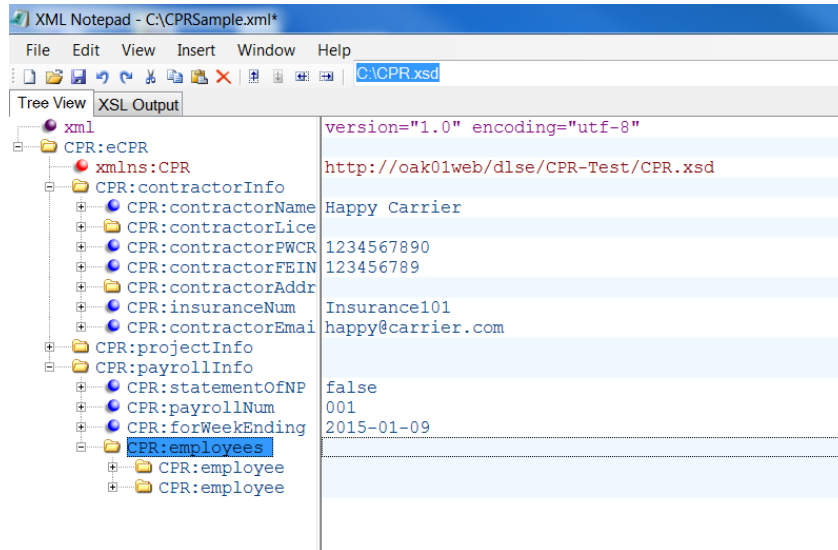 XML Notepad - C:\CPRSample.xml*
File Edit View Insert Window Help
C:\CPR.xsd
Tree View XSL Output
xml version="1.0" encoding="utf-8"
CPR:eCPR
xmlns:CPR http://oak01web/dlse/CPR-Test/CPR.xsd
CPR:contractorInfo
CPR:contractorName Happy Carrier
CPR:contractorLice
CPR:contractorPWCR 1234567890
CPR:contractorFEIN 123456789
CPR:contractorAddr
CPR:insuranceNum Insurance101
CPR:contractorEmai happy@carrier.com
CPR:projectInfo
CPR:payrollInfo
CPR:statementOfNP false
CPR:payrollNum 001
CPR:forWeekEnding 2015-01-09
CPR:employees
CPR:employee
CPR:employee